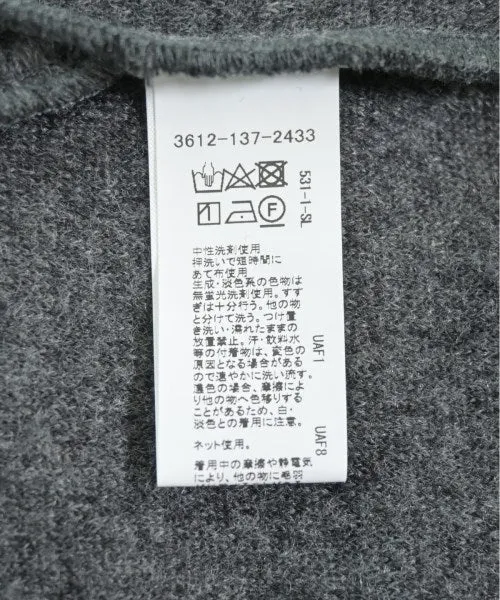 3612-137-2433
531-1-SL
中性洗剤使用
押洗いで短時間に
あて布使用
生成・淡色系の色物は
無蛍光洗剤使用。すす
ぎは十分行う。他の物
と分けて洗う。つけ置
き洗い・濡れたままの
放置禁止。汗・飲料水
等の付着物は、変色の
原因となる場合がある
ので速やかに洗い流す。
濃色の場合、摩擦によ
り他の物へ色移りする
ことがあるため、白・
淡色との着用に注意。
ネット使用。
着用中の摩擦や静電気
により、他の物に毛羽
UAF1
UAF8
F